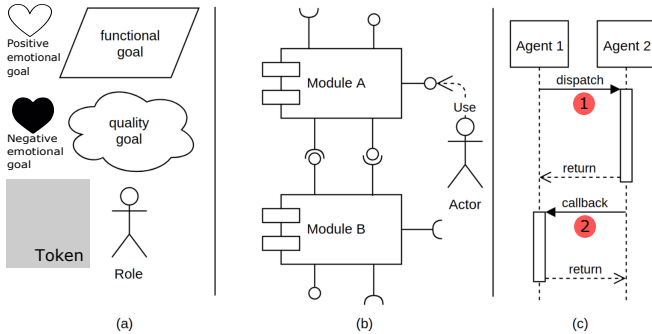 Positive
emotional
goal
functional
goal
Negative
emotional
goal
quality
goal
Token
Role
(a)
Module A
Use
Actor
Module B
(b)
Agent 1
Agent 2
dispatch
1
return
callback
2
return
(c)